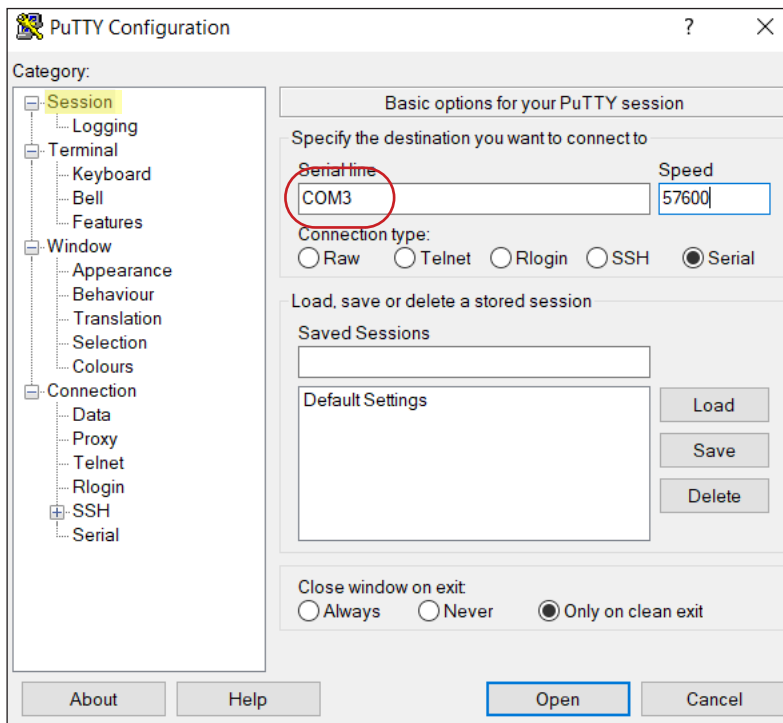 PuTTY Configuration
?
Category:
Session
Logging
Terminal
Keyboard
Bell
Features
Window
Appearance
Behaviour
Translation
Selection
Colours
Connection
Data
Proxy
Telnet
Rlogin
SSH
Serial
Basic options for your PuTTY session
Specify the destination you want to connect to
Serial line Speed
COM3 57600
Connection type:
Raw Telnet Rlogin SSH Serial
Load, save or delete a stored session
Saved Sessions
Default Settings
Load
Save
Delete
Close window on exit:
Always Never Only on clean exit
About Help Open Cancel